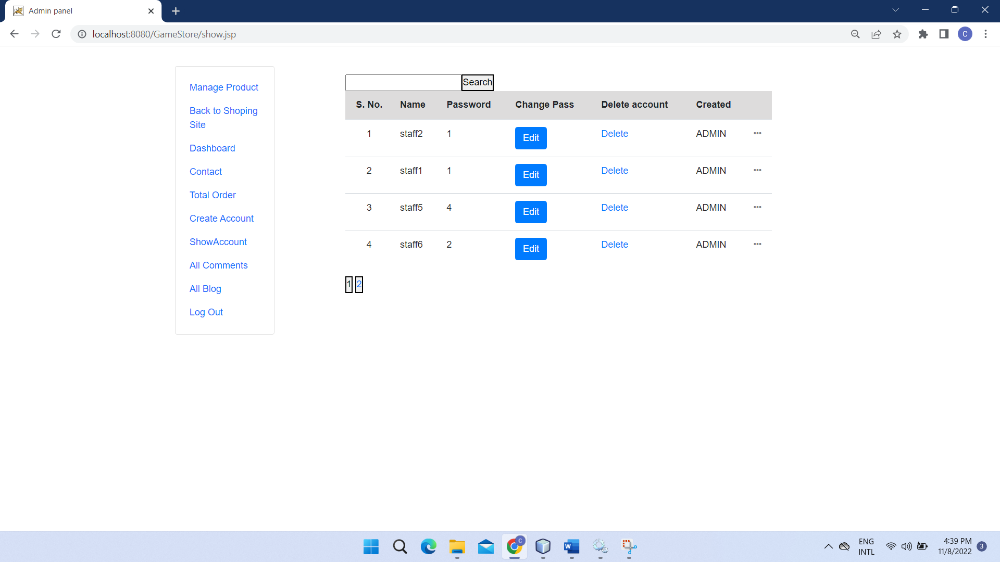 Admin panel
localhost:8080/GameStore/show.jsp
C
Manage Product
Back to Shoping
Site
Dashboard
Contact
Total Order
Create Account
ShowAccount
All Comments
All Blog
Log Out
Search
S. No. Name Password Change Pass Delete account Created
1 staff2 1 Edit Delete ADMIN
2 staff1 1 Edit Delete ADMIN
3 staff5 4 Edit Delete ADMIN
4 staff6 2 Edit Delete ADMIN
1 2
C
W
ENG
INTL
4:39 PM
11/8/2022
3